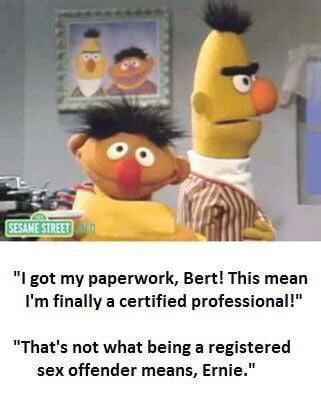 SESAME STREET .org
"I got my paperwork, Bert! This mean
I'm finally a certified professional!"
"That's not what being a registered
sex offender means, Ernie."